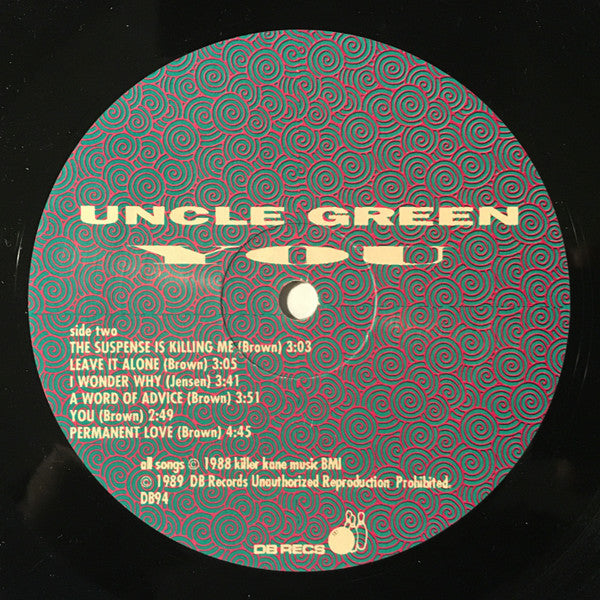 UNCLE GREEN
YOU
side two
THE SUSPENSE IS KILLING ME (Brown) 3:03
LEAVE IT ALONE (Brown) 3:05
I WONDER WHY (Jensen) 3:41
A WORD OF ADVICE (Brown) 3:51
YOU (Brown) 2:49
PERMANENT LOVE (Brown) 4:45
all songs © 1988 killer kane music BMI
© 1989 DB Records Unauthorized Reproduction Prohibited.
DB94
DB RECS